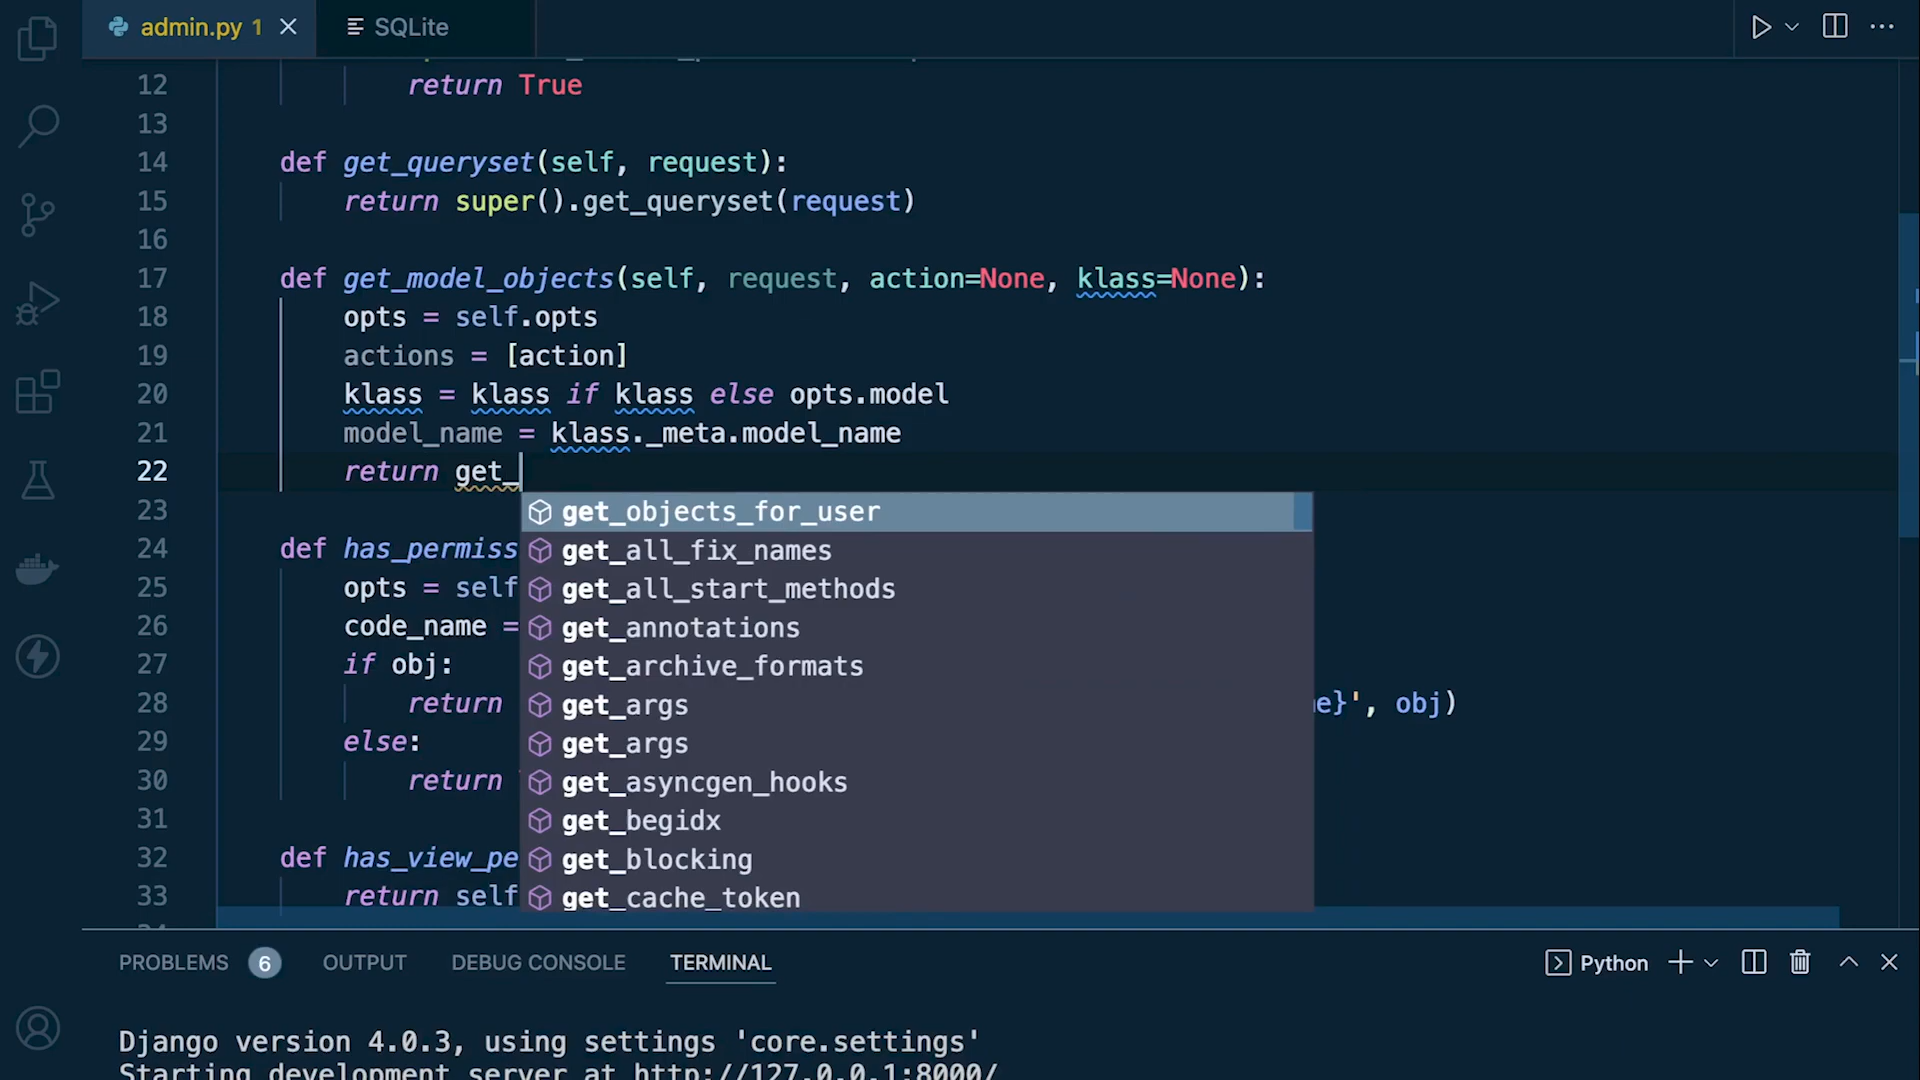 admin.py 1
SQLite
12 return True
13
14 def get_queryset(self, request):
15 return super().get_queryset(request)
16
17 def get_model_objects(self, request, action=None, klass=None):
18 opts = self.opts
19 actions = [action]
20 klass = klass if klass else opts.model
21 model_name = klass._meta.model_name
22 return get_
23 get_objects_for_user
24 def has_permiss get_all_fix_names
25 opts = self get_all_start_methods
26 code_name = get_annotations
27 if obj: get_archive_formats
28 return get_args e}', obj)
29 else: get_args
30 return get_asyncgen_hooks
31 get_begidx
32 def has_view_pe get_blocking
33 return self get_cache_token
PROBLEMS 6 OUTPUT DEBUG CONSOLE TERMINAL Python
Django version 4.0.3, using settings 'core.settings'
Starting development server at http://127.0.0.1:8000/